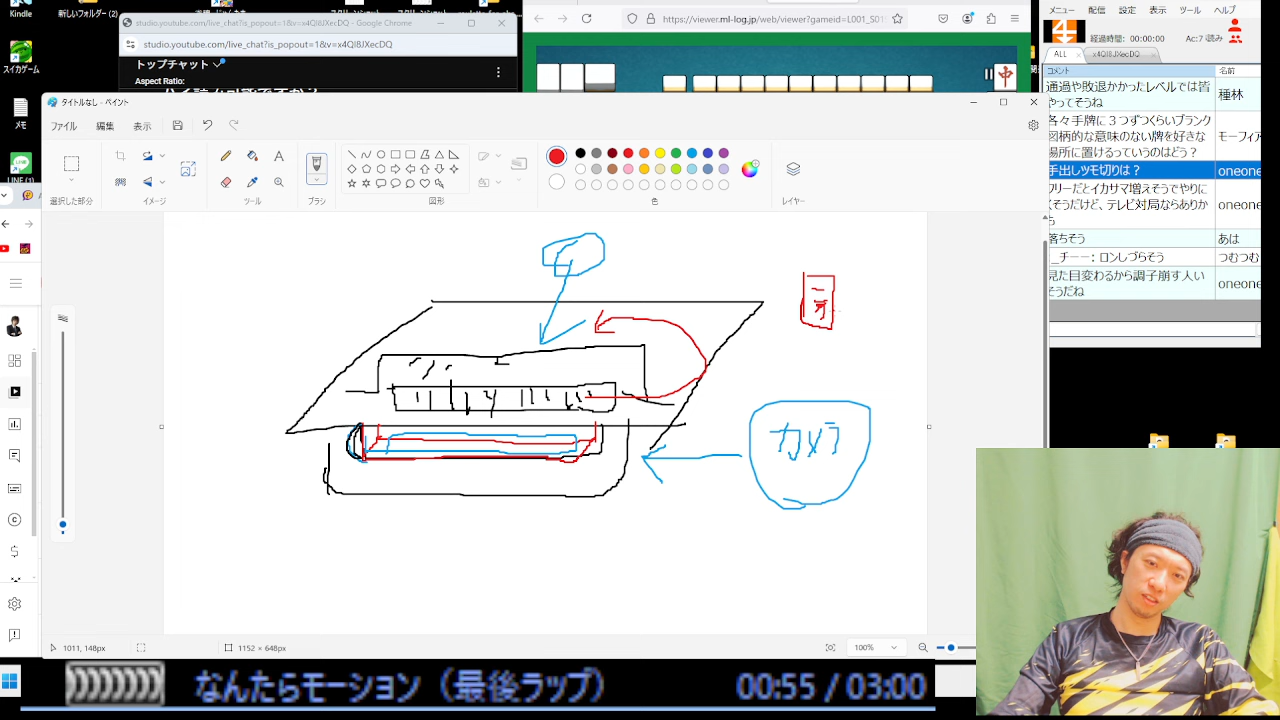 Kindle
新しいフォルダー (2)
スイカゲーム
メモ
LINE (1)
studio.youtube.com/live_chat?is_popout=1&v=x4QI8JXecDQ - Google Chrome
studio.youtube.com/live_chat?is_popout=1&v=x4QI8JXecDQ
トップチャット
Aspect Ratio:
https://viewer.ml-log.jp/web/viewer?gameid=L001_S01
中
メニュー 配信 表示 ツール ヘルプ
経過時間: 00:00:00
Ac:7
ALL
x4QI8JXecDQ
コメント 名前
通過や敗退かかったレベルでは皆やってそうね 種林
各々手牌に３つずつくらいブランク図柄的な意味のない牌を好きな場所に置けるっていうのはどう？ モーフィア
手出しツモ切りは？ oneone
フリーだとイカサマ増えそうでやりにくそうだけど、テレビ対局ならありかも oneone
落ちそう あは
_チーー: ロンしづらそう つむつむ
見た目変わるから調子崩す人いそうだね oneone
タイトルなし - ペイント
ファイル 編集 表示
選択した部分 イメージ ツール ブラシ 図形 色 レイヤー
カメラ
1011, 148px
1152 × 648px
100%
なんたらモーション（最後ラップ） 00:55 / 03:00